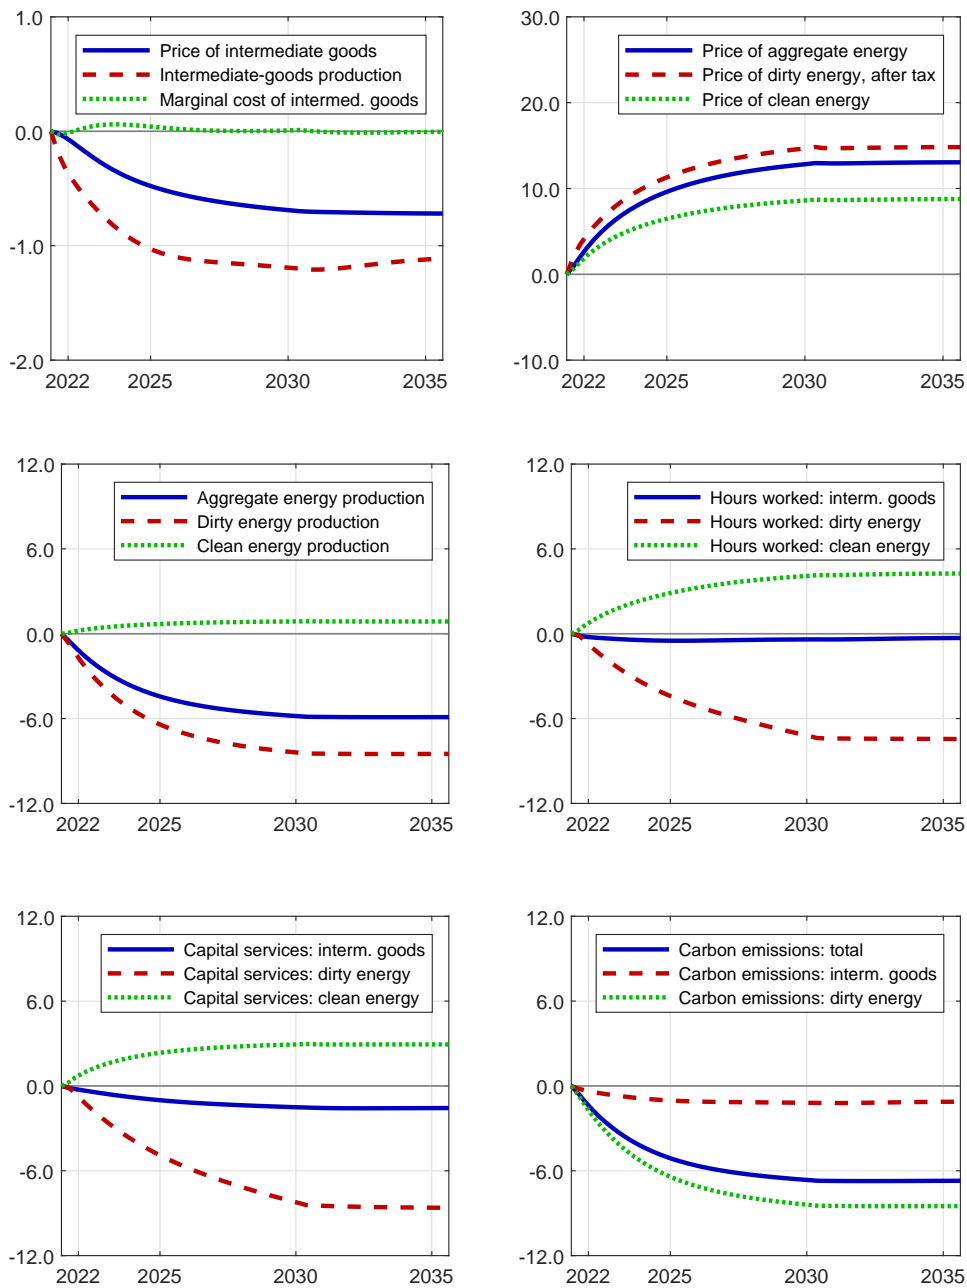 1.0
0.0
-1.0
-2.0
Price of intermediate goods
Intermediate-goods production
Marginal cost of intermed. goods
2022 2025 2030 2035
30.0
20.0
10.0
0.0
-10.0
Price of aggregate energy
Price of dirty energy, after tax
Price of clean energy
2022 2025 2030 2035
12.0
6.0
0.0
-6.0
-12.0
Aggregate energy production
Dirty energy production
Clean energy production
2022 2025 2030 2035
12.0
6.0
0.0
-6.0
-12.0
Hours worked: interm. goods
Hours worked: dirty energy
Hours worked: clean energy
2022 2025 2030 2035
12.0
6.0
0.0
-6.0
-12.0
Capital services: interm. goods
Capital services: dirty energy
Capital services: clean energy
2022 2025 2030 2035
12.0
6.0
0.0
-6.0
-12.0
Carbon emissions: total
Carbon emissions: interm. goods
Carbon emissions: dirty energy
2022 2025 2030 2035